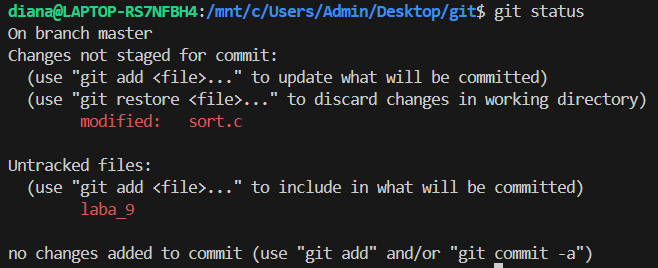 diana@LAPTOP-RS7NFBH4:/mnt/c/Users/Admin/Desktop/git$ git status
On branch master
Changes not staged for commit:
  (use "git add <file>..." to update what will be committed)
  (use "git restore <file>..." to discard changes in working directory)
        modified:   sort.c

Untracked files:
  (use "git add <file>..." to include in what will be committed)
        laba_9

no changes added to commit (use "git add" and/or "git commit -a")